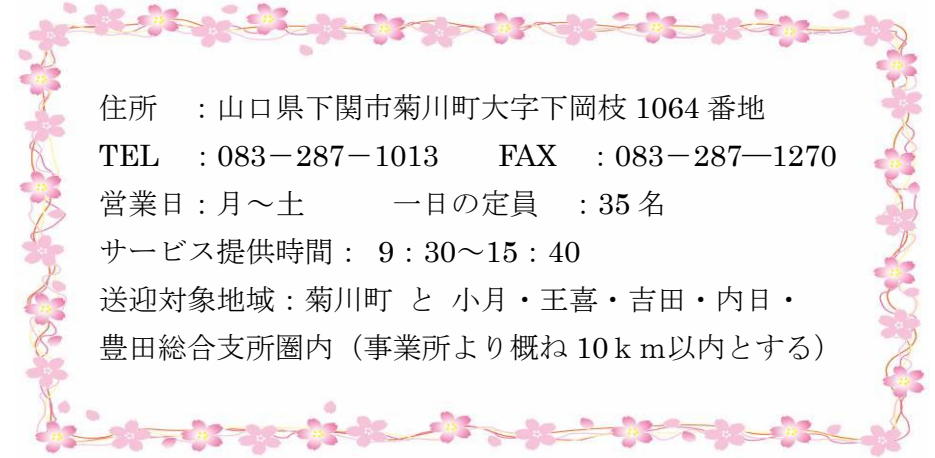 住所　：山口県下関市菊川町大字下岡枝 1064 番地
TEL　：083－287－1013　　FAX　：083－287―1270
営業日：月～土　　　一日の定員　：35 名
サービス提供時間： 9：30～15：40
送迎対象地域：菊川町 と 小月・王喜・吉田・内日・
豊田総合支所圏内（事業所より概ね 10ｋｍ以内とする）